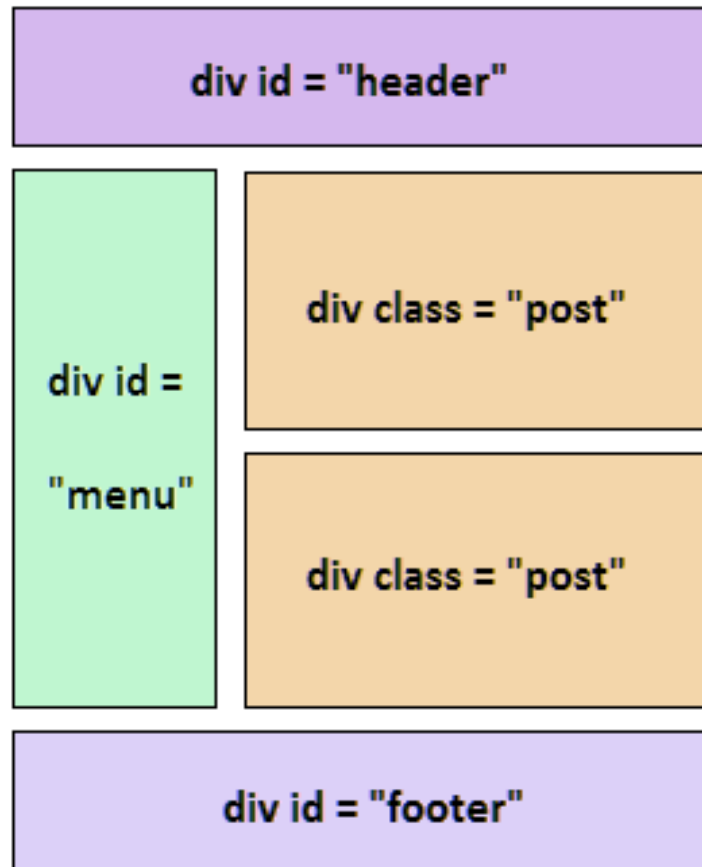 div id = "header"
div id =
"menu"
div class = "post"
div class = "post"
div id = "footer"